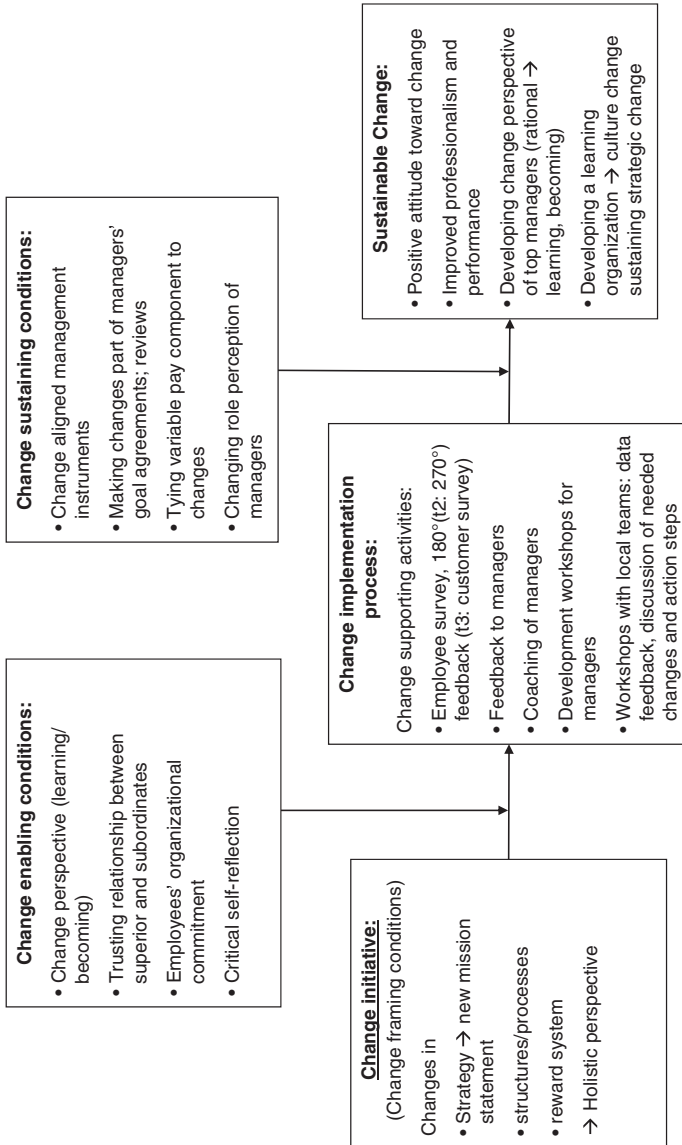 Change enabling conditions:
• Change perspective (learning/
becoming)
• Trusting relationship between
superior and subordinates
• Employees' organizational
commitment
• Critical self-reflection
Change sustaining conditions:
• Change aligned management
instruments
• Making changes part of managers'
goal agreements; reviews
• Tying variable pay component to
changes
• Changing role perception of
managers
Change initiative:
(Change framing conditions)
Changes in
• Strategy → new mission
statement
• structures/processes
• reward system
→ Holistic perspective
Change implementation
process:
Change supporting activities:
• Employee survey, 180°(t2: 270°)
feedback (t3: customer survey)
• Feedback to managers
• Coaching of managers
• Development workshops for
managers
• Workshops with local teams: data
feedback, discussion of needed
changes and action steps
Sustainable Change:
• Positive attitude toward change
• Improved professionalism and
performance
• Developing change perspective
of top managers (rational →
learning, becoming)
• Developing a learning
organization → culture change
sustaining strategic change